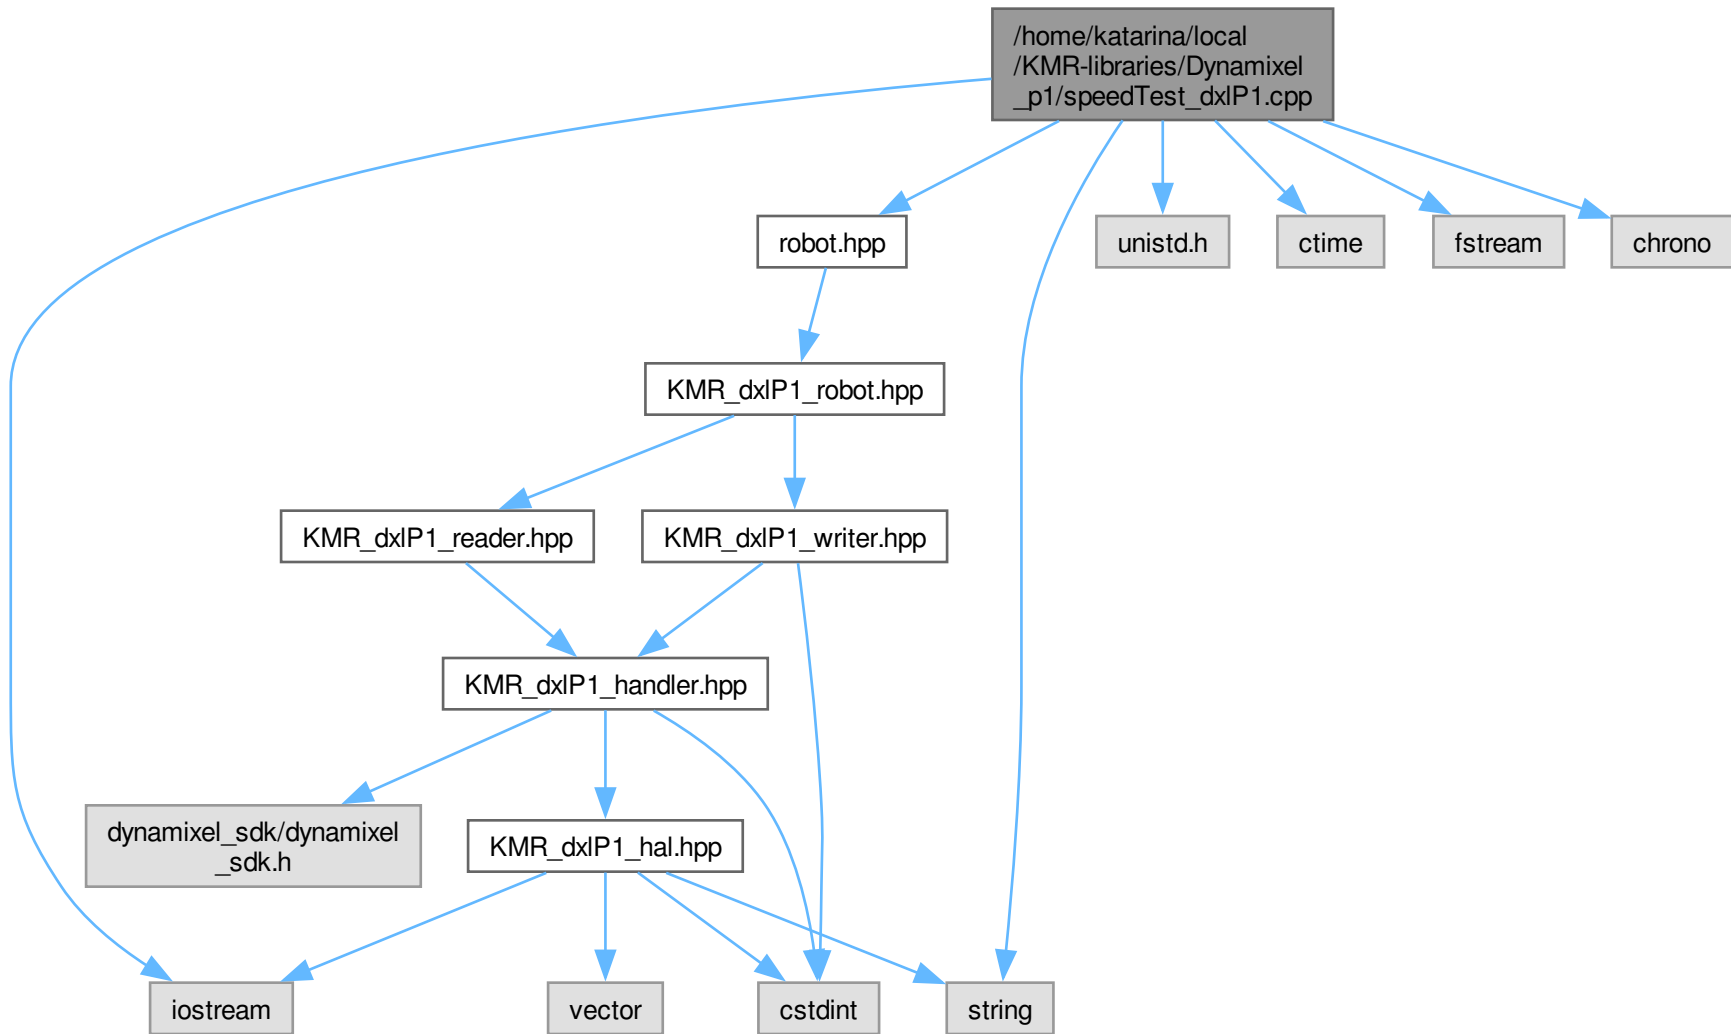 /home/katarina/local
/KMR-libraries/Dynamixel
_p1/speedTest_dxlP1.cpp
robot.hpp
unistd.h
ctime
fstream
chrono
KMR_dxlP1_robot.hpp
KMR_dxlP1_reader.hpp
KMR_dxlP1_writer.hpp
KMR_dxlP1_handler.hpp
dynamixel_sdk/dynamixel
_sdk.h
KMR_dxlP1_hal.hpp
iostream
vector
cstdint
string